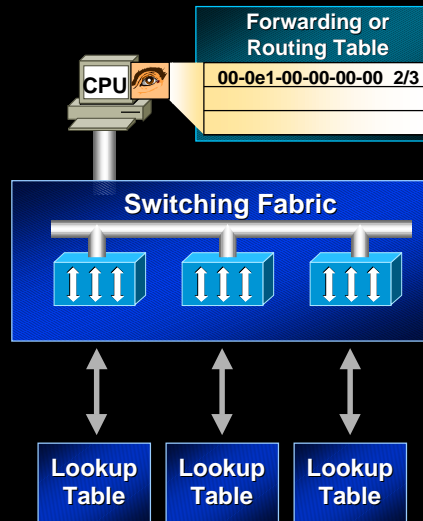 Forwarding or
Routing Table
CPU
00-0e1-00-00-00-00 2/3
Switching Fabric
Lookup
Table
Lookup
Table
Lookup
Table